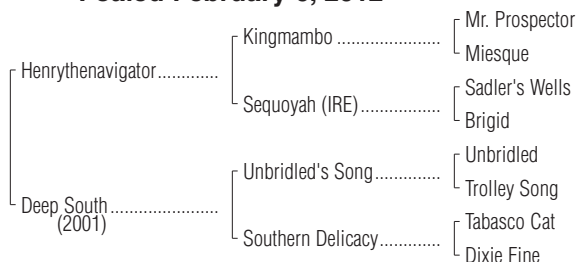 Foaled February 2012
Mr. Prospector
Kingmambo
Miesque
Henrythenavigator
Sadler's Wells
Sequoyah (IRE)
Brigid
Unbridled
Unbridled's Song
Trolley Song
Deep South
(2001)
Tabasco Cat
Southern Delicacy
Dixie Fine